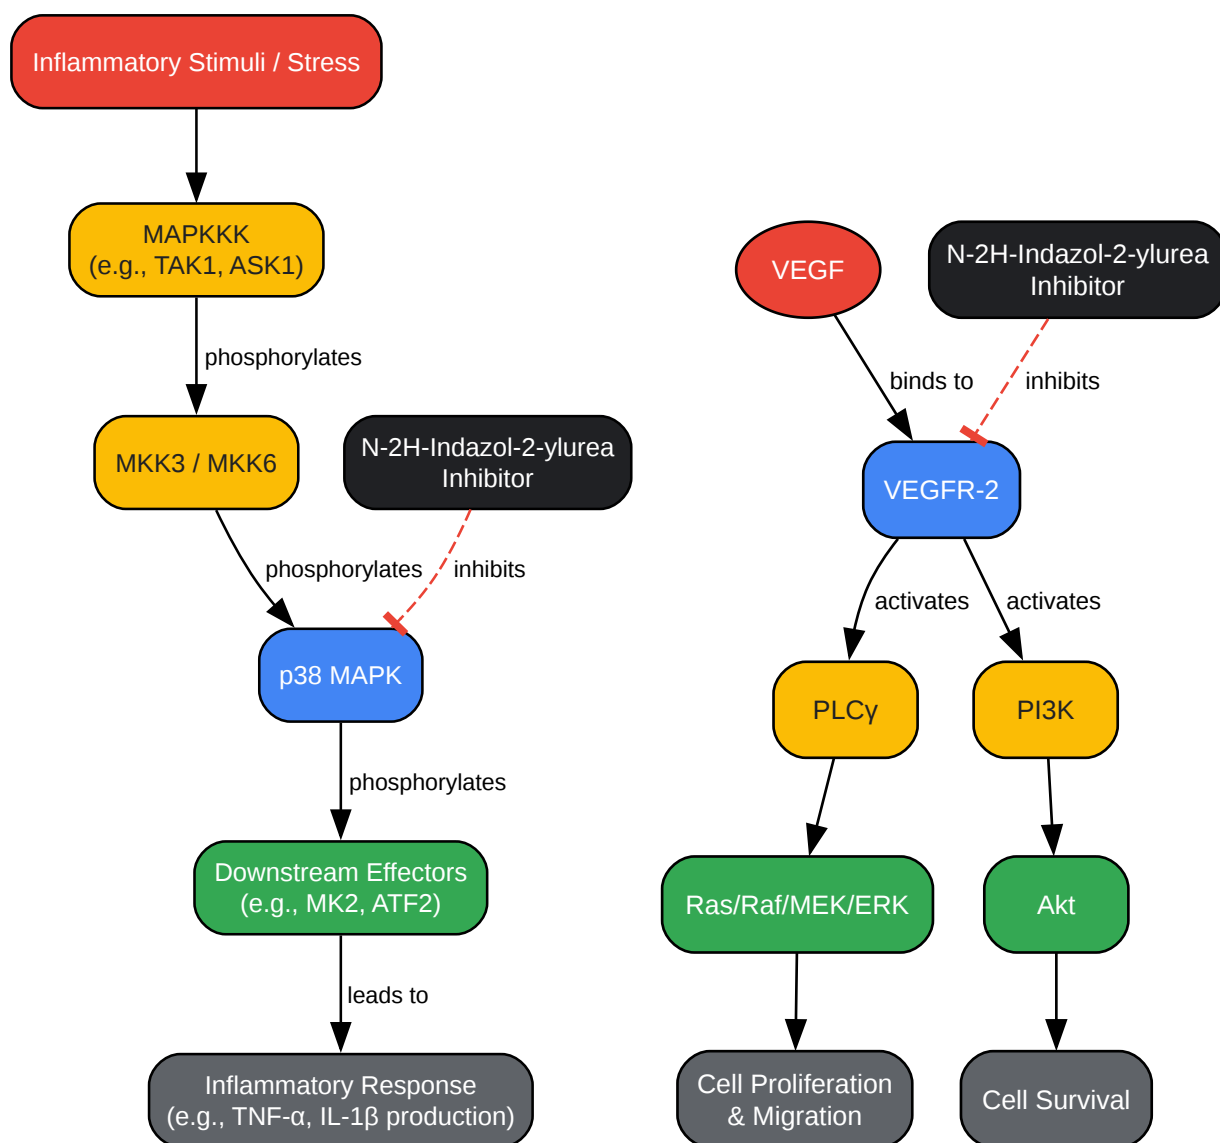 Inflammatory Stimuli / Stress
MAPKKK
(e.g., TAK1, ASK1)
phosphorylates
MKK3 / MKK6
N-2H-Indazol-2-ylurea
Inhibitor
phosphorylates
inhibits
p38 MAPK
phosphorylates
Downstream Effectors
(e.g., MK2, ATF2)
leads to
Inflammatory Response
(e.g., TNF-α, IL-1β production)
VEGF
N-2H-Indazol-2-ylurea
Inhibitor
binds to
inhibits
VEGFR-2
activates
activates
PLCγ
PI3K
Ras/Raf/MEK/ERK
Akt
Cell Proliferation
& Migration
Cell Survival